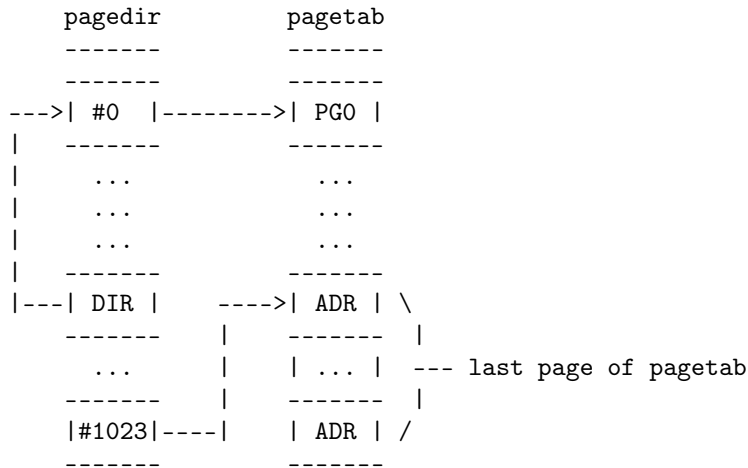 pagedir        pagetab
    -------        -------
    -------        -------
--->| #0  |-------->| PG0 |
|   -------        -------
|     ...            ...
|     ...            ...
|     ...            ...
|   -------        -------
|---| DIR |    ---->| ADR | \
    -------   |    -------  |
      ...     |    | ... |  --- last page of pagetab
    -------   |    -------  |
    |#1023|----|    | ADR | /
    -------        -------